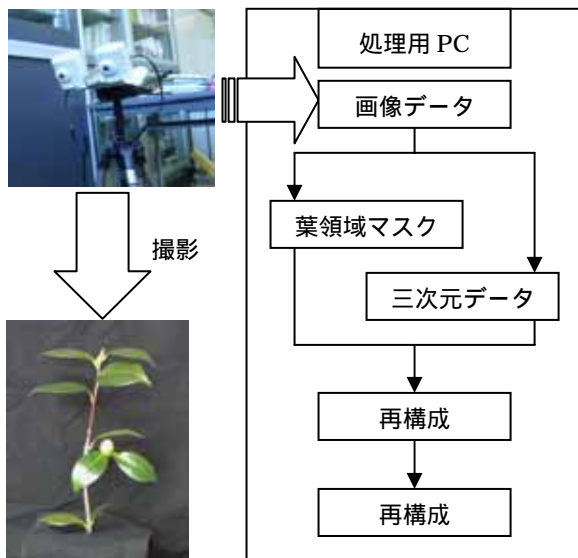 処理用 PC
画像データ
撮影
葉領域マスク
三次元データ
再構成
再構成